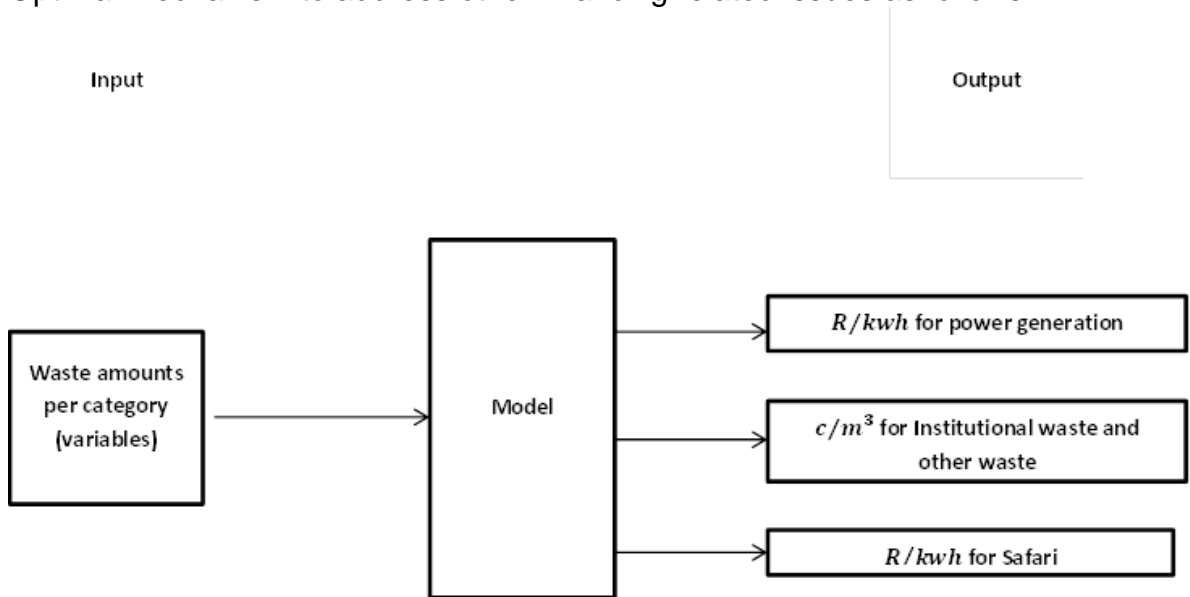 Input
Output
Waste amounts
per category
(variables)
Model
R/kwh for power generation
c/m³ for Institutional waste and
other waste
R/kwh for Safari